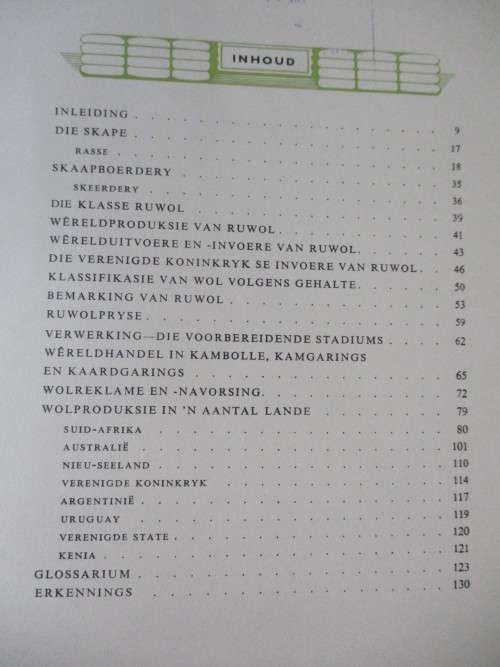 INHOUD
INLEIDING . . . . . . . . . . . . . . . . 9
DIE SKAPE . . . . . . . . . . . . . . . . 17
RASSE . . . . . . . . . . . . . . . . 18
SKAAPBOERDERY . . . . . . . . . . . . . . 35
SKEERDERY . . . . . . . . . . . . . . 36
DIE KLASSE RUWOL . . . . . . . . . . . . . 39
WÊRELDPRODUKSIE VAN RUWOL . . . . . . . . . 41
WÊRELDUITVOERE EN -INVOERE VAN RUWOL . . . . . 43
DIE VERENIGDE KONINKRYK SE INVOERE VAN RUWOL . . 46
KLASSIFIKASIE VAN WOL VOLGENS GEHALTE . . . . . 50
BEMARKING VAN RUWOL . . . . . . . . . . . . 53
RUWOLPRYSE . . . . . . . . . . . . . . . 59
VERWERKING—DIE VOORBEREIDENDE STADIUMS . . . . 62
WÊRELDHANDEL IN KAMBOLLE, KAMGARINGS
EN KAARDGARINGS . . . . . . . . . . . . . 65
WOLREKLAME EN -NAVORSING . . . . . . . . . . 72
WOLPRODUKSIE IN 'N AANTAL LANDE . . . . . . . 79
SUID-AFRIKA . . . . . . . . . . . . . . 80
AUSTRALIË . . . . . . . . . . . . . . 101
NIEU-SEELAND . . . . . . . . . . . . . 110
VERENIGDE KONINKRYK . . . . . . . . . . . 114
ARGENTINIË . . . . . . . . . . . . . . 117
URUGUAY . . . . . . . . . . . . . . . 119
VERENIGDE STATE . . . . . . . . . . . . . 120
KENIA . . . . . . . . . . . . . . . . 121
GLOSSARIUM . . . . . . . . . . . . . . . 123
ERKENNINGS . . . . . . . . . . . . . . . 130